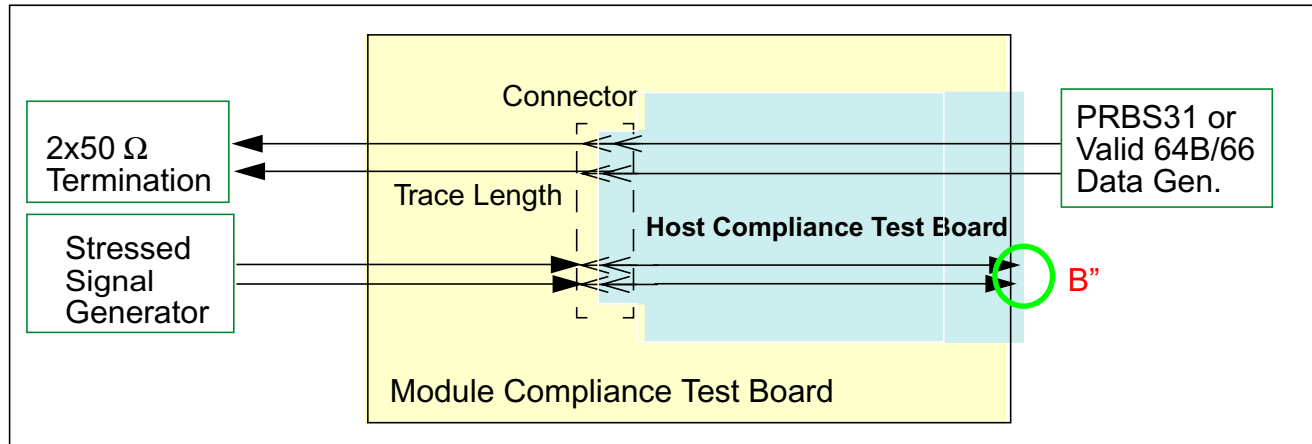 Connector
2x50 Ω
Termination
PRBS31 or
Valid 64B/66
Data Gen.
Trace Length
Host Compliance Test Board
Stressed
Signal
Generator
B”
Module Compliance Test Board